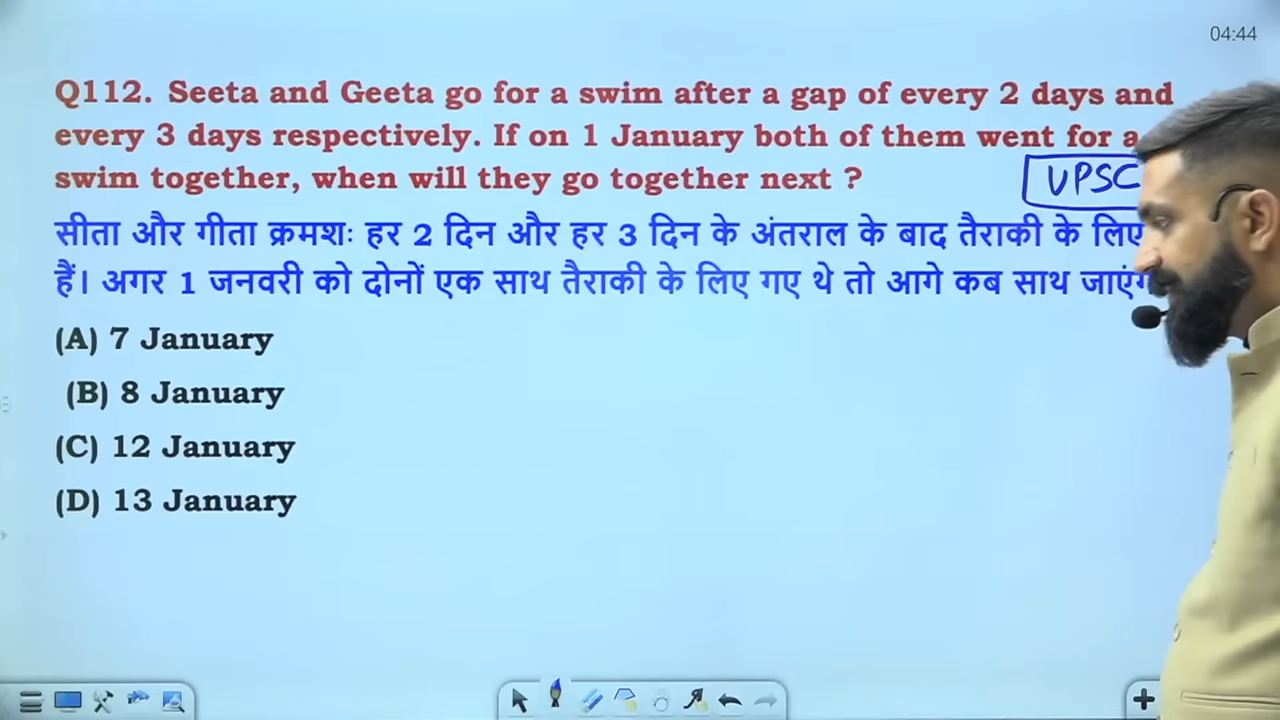 04:44
Q112. Seeta and Geeta go for a swim after a gap of every 2 days and
every 3 days respectively. If on 1 January both of them went for a
swim together, when will they go together next ?
UPSC
सीता और गीता क्रमशः हर 2 दिन और हर 3 दिन के अंतराल के बाद तैराकी के लिए
हैं। अगर 1 जनवरी को दोनों एक साथ तैराकी के लिए गए थे तो आगे कब साथ
(A) 7 January
(B) 8 January
(C) 12 January
(D) 13 January